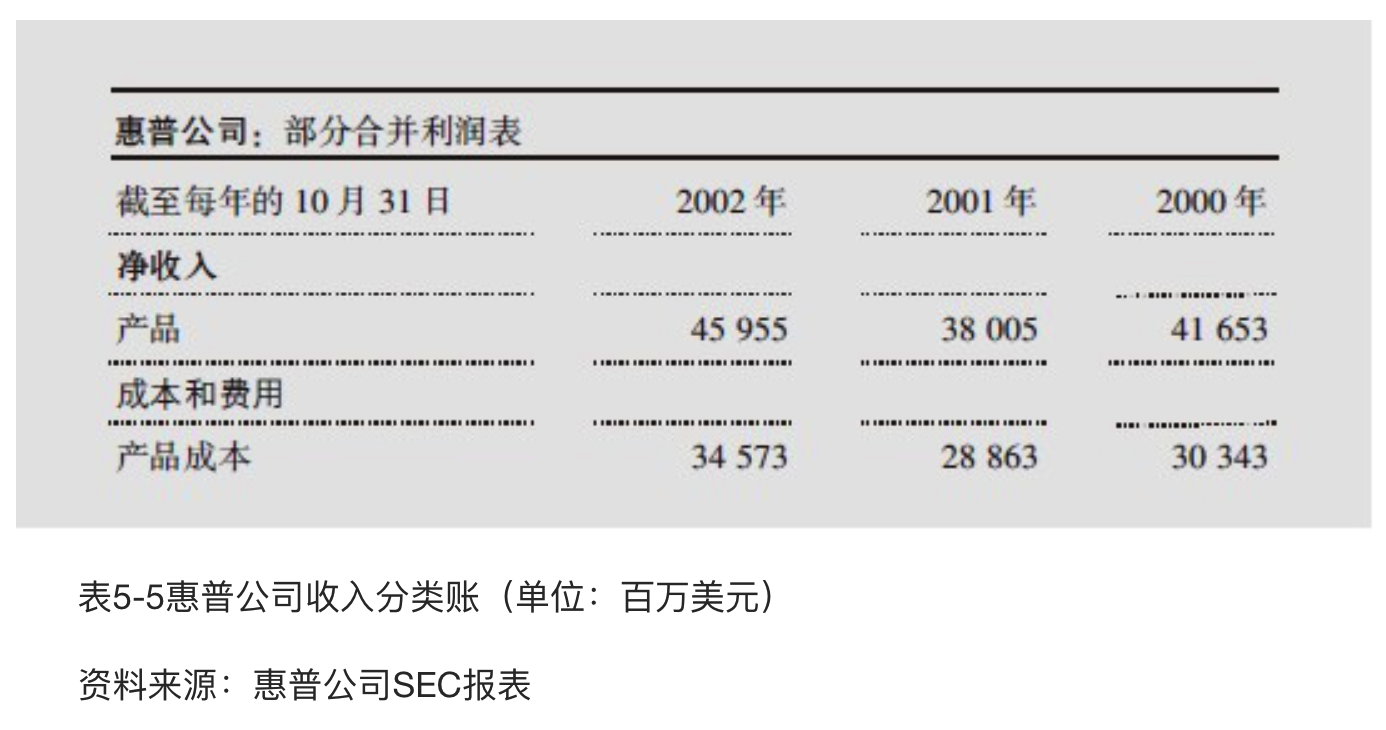 惠普公司：部分合并利润表
截至每年的 10 月 31 日 2002 年 2001 年 2000 年
净收入
产品 45 955 38 005 41 653
成本和费用
产品成本 34 573 28 863 30 343
表5-5惠普公司收入分类账（单位：百万美元）
资料来源：惠普公司SEC报表